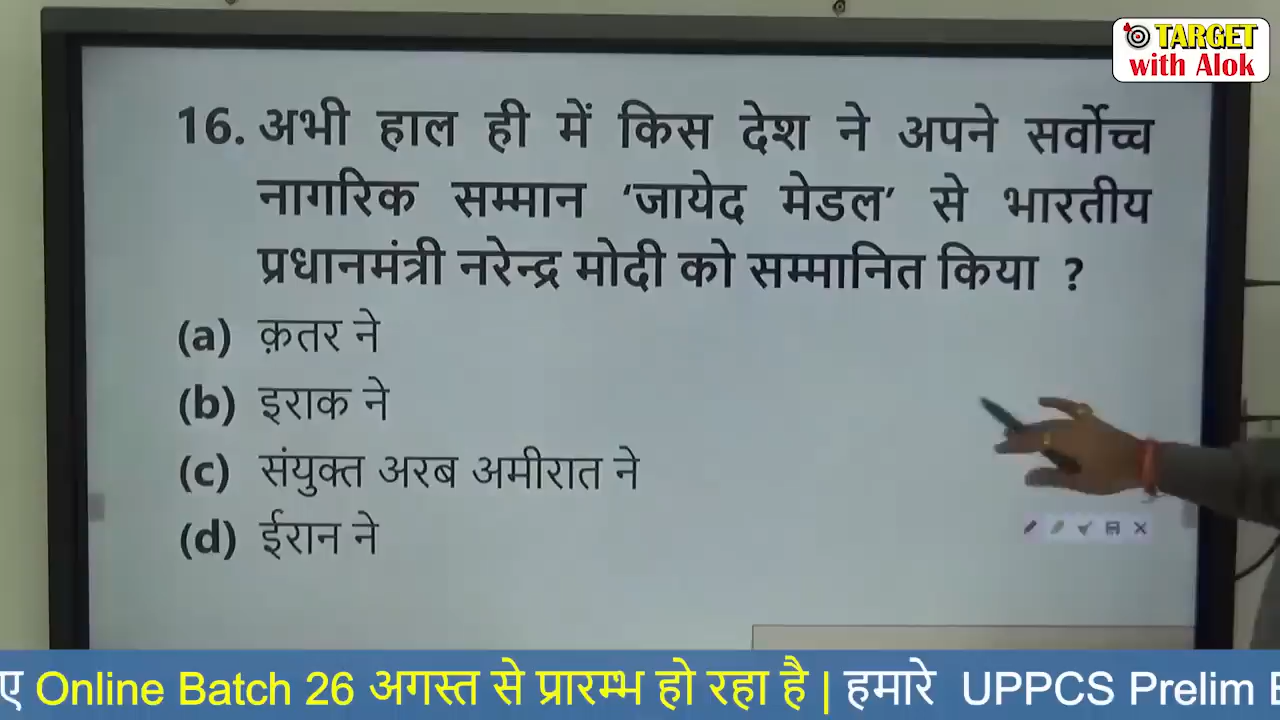 TARGET
with Alok
16. अभी हाल ही में किस देश ने अपने सर्वोच्च
नागरिक सम्मान ‘जायेद मेडल’ से भारतीय
प्रधानमंत्री नरेन्द्र मोदी को सम्मानित किया ?
(a) क़तर ने
(b) इराक ने
(c) संयुक्त अरब अमीरात ने
(d) ईरान ने
ए Online Batch 26 अगस्त से प्रारम्भ हो रहा है | हमारे UPPCS Prelim